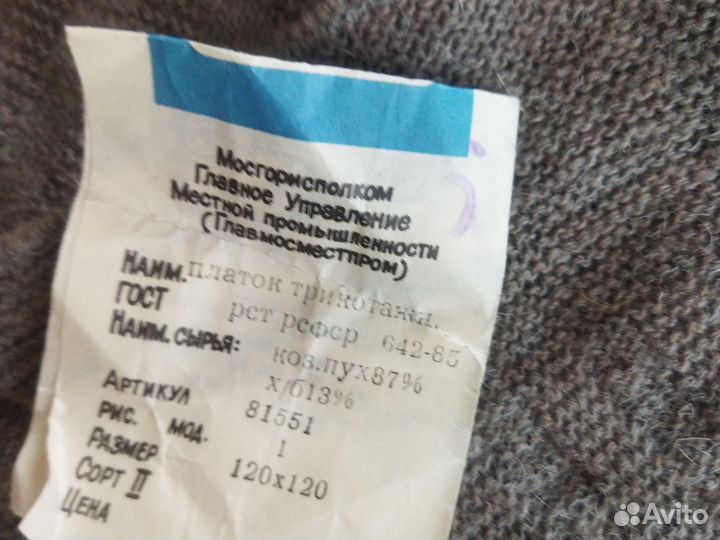 Мосгорисполком
Главное Управление
Местной промышленности
(Главмосместпром)
Наим. платок трикотажн.
ГОСТ рст рсфср 642-85
Наим. сырья: коз.пух87%
х/б13%
Артикул 81551
рис. мод. 1
Размер 120х120
Сорт II
Цена
Avito